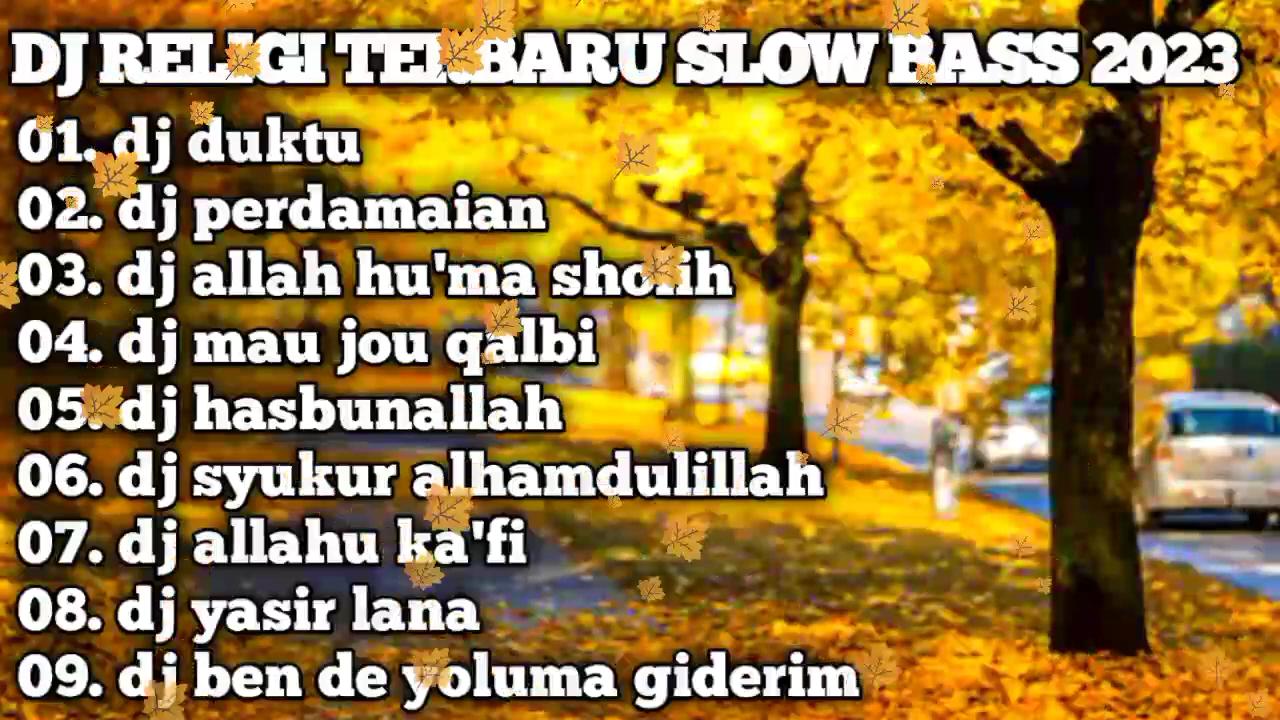 DJ RELIGI TERBARU SLOW BASS 2023
01. dj duktu
02. dj perdamaian
03. dj allah hu'ma sholih
04. dj mau jou qalbi
05. dj hasbunallah
06. dj syukur alhamdulillah
07. dj allahu ka'fi
08. dj yasir lana
09. dj ben de yoluma giderim